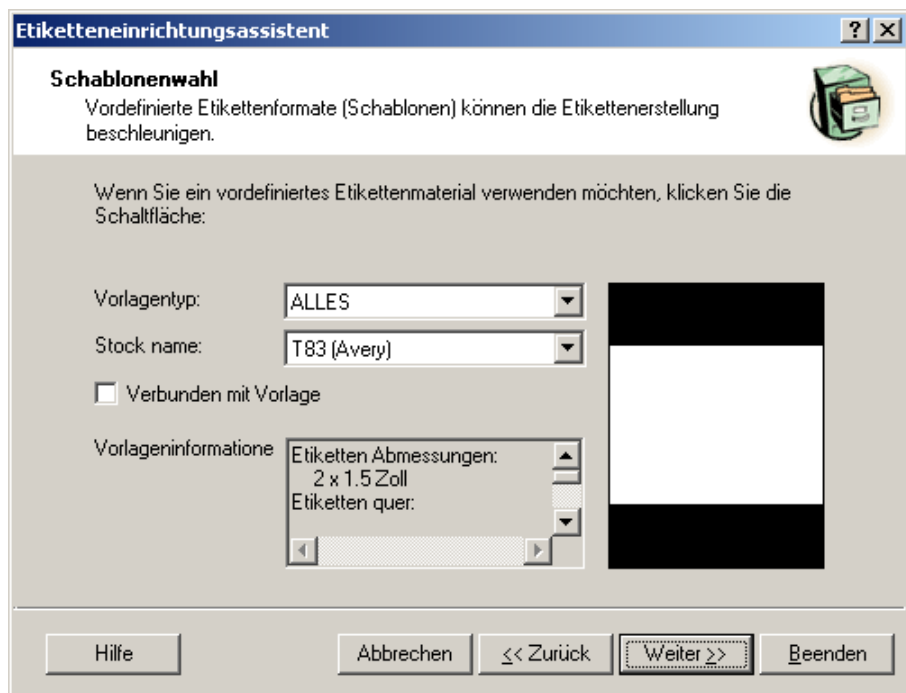 Etiketteneinrichtungsassistent
Schablonenwahl
Vordefinierte Etikettenformate (Schablonen) können die Etikettenerstellung
beschleunigen.
Wenn Sie ein vordefiniertes Etikettenmaterial verwenden möchten, klicken Sie die
Schaltfläche:
Vorlagentyp: ALLES
Stock name: T83 (Avery)
Verbunden mit Vorlage
Vorlageninformatione Etiketten Abmessungen:
2 x 1.5 Zoll
Etiketten quer:
Hilfe Abbrechen << Zurück Weiter >> Beenden